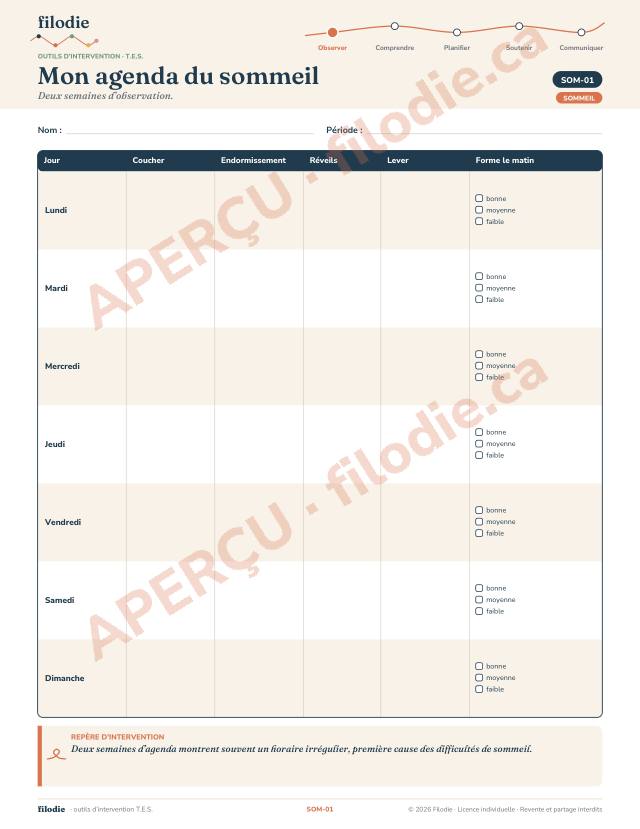 filodie
OUTILS D'INTERVENTION · T.E.S.
Observer Comprendre Planifier Soutenir Communiquer
Mon agenda du sommeil
SOM-01
Deux semaines d'observation.
SOMMEIL
Nom : Période :
Jour Coucher Endormissement Réveils Lever Forme le matin
Lundi
bonne
moyenne
faible
Mardi
bonne
moyenne
faible
Mercredi
bonne
moyenne
faible
Jeudi
bonne
moyenne
faible
Vendredi
bonne
moyenne
faible
Samedi
bonne
moyenne
faible
Dimanche
bonne
moyenne
faible
APERÇU · filodie.ca
APERÇU · filodie.ca
REPÈRE D'INTERVENTION
Deux semaines d'agenda montrent souvent un horaire irrégulier, première cause des difficultés de sommeil.
filodie · outils d'intervention T.E.S. SOM-01 © 2026 Filodie · Licence individuelle · Revente et partage interdits